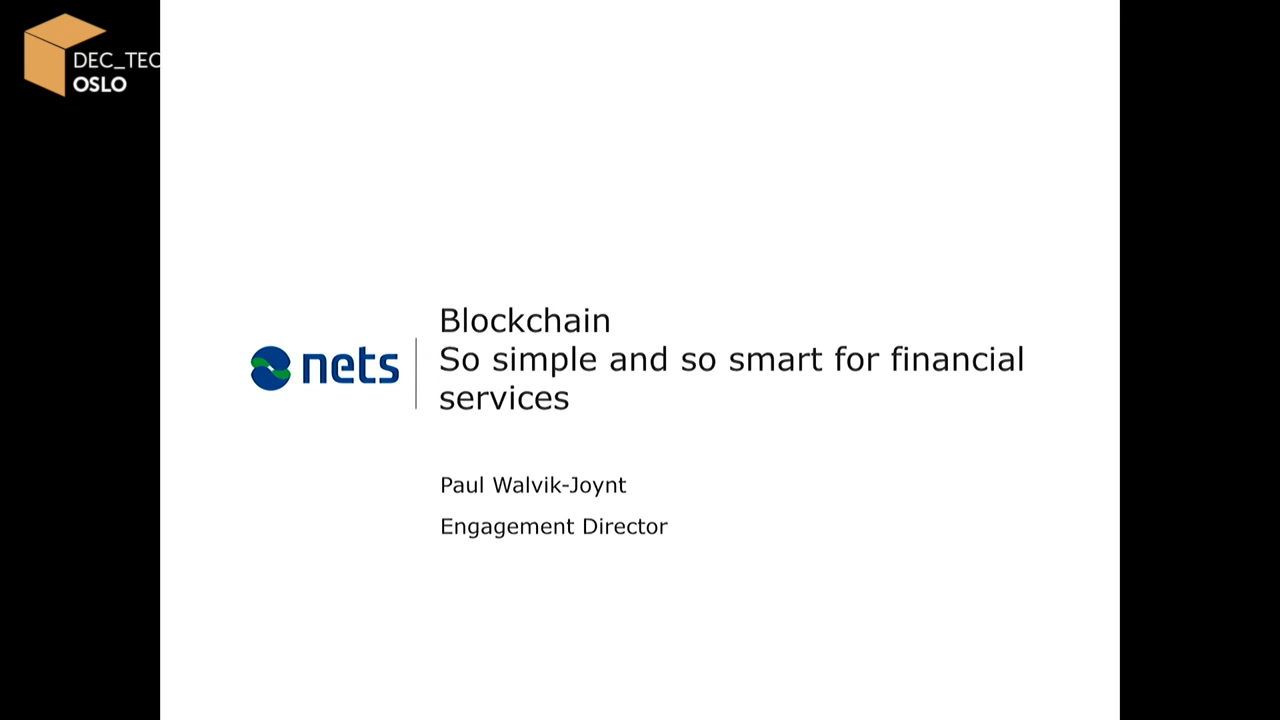 DEC_TEC
OSLO
Blockchain
So simple and so smart for financial
services
nets
Paul Walvik-Joynt
Engagement Director